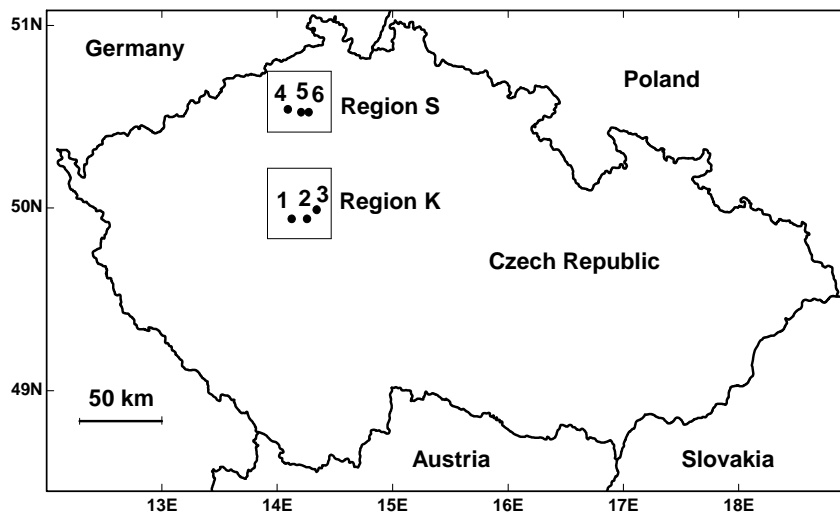 51N
Germany
Poland
4 5 6
Region S
50N
1 2 3
Region K
Czech Republic
49N
50 km
Austria
Slovakia
13E 14E 15E 16E 17E 18E